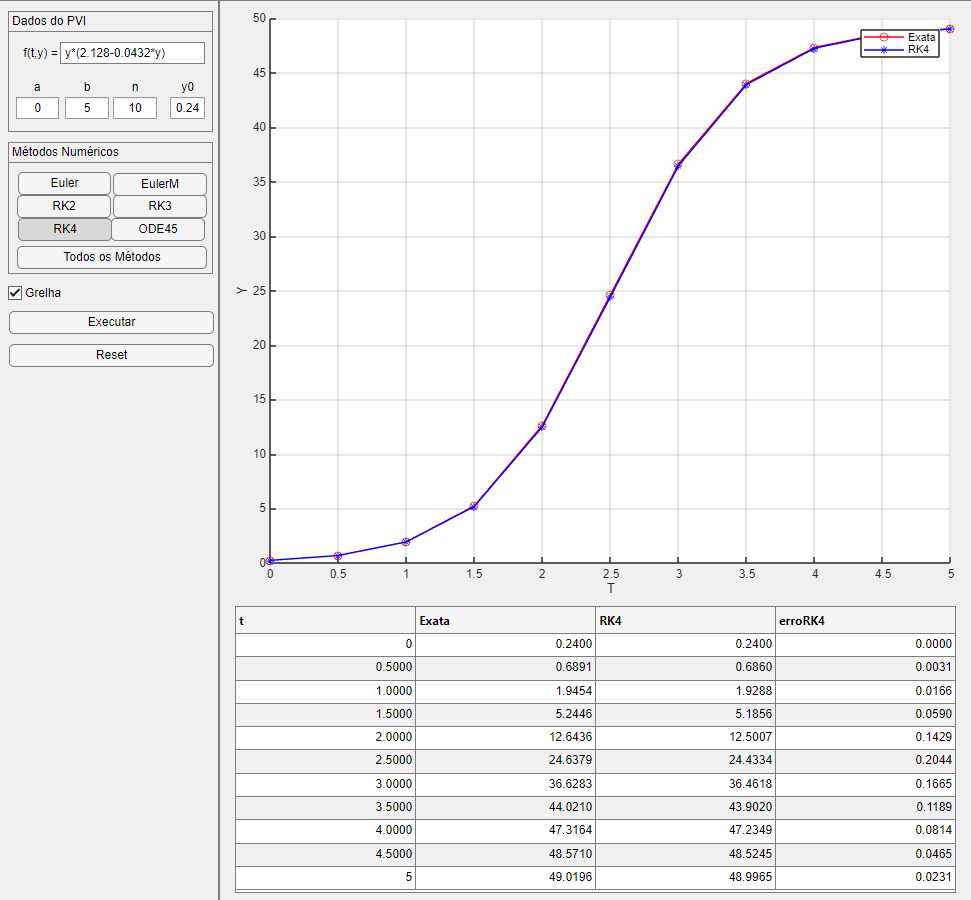 Dados do PVI
f(t,y) = y*(2.128-0.0432*y)
a b n y0
0 5 10 0.24
Métodos Numéricos
Euler EulerM
RK2 RK3
RK4 ODE45
Todos os Métodos
Grelha
Executar
Reset
Exata
RK4
50
45
40
35
30
25
20
15
10
5
0
Y
0 0.5 1 1.5 2 2.5 3 3.5 4 4.5 5
T
t Exata RK4 erroRK4
0 0.2400 0.2400 0.0000
0.5000 0.6891 0.6860 0.0031
1.0000 1.9454 1.9288 0.0166
1.5000 5.2446 5.1856 0.0590
2.0000 12.6436 12.5007 0.1429
2.5000 24.6379 24.4334 0.2044
3.0000 36.6283 36.4618 0.1665
3.5000 44.0210 43.9020 0.1189
4.0000 47.3164 47.2349 0.0814
4.5000 48.5710 48.5245 0.0465
5 49.0196 48.9965 0.0231